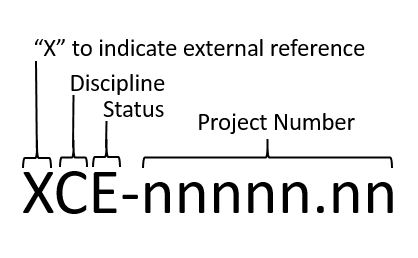 “X” to indicate external reference
Discipline
Status
Project Number
XCE-nnnnn.nn